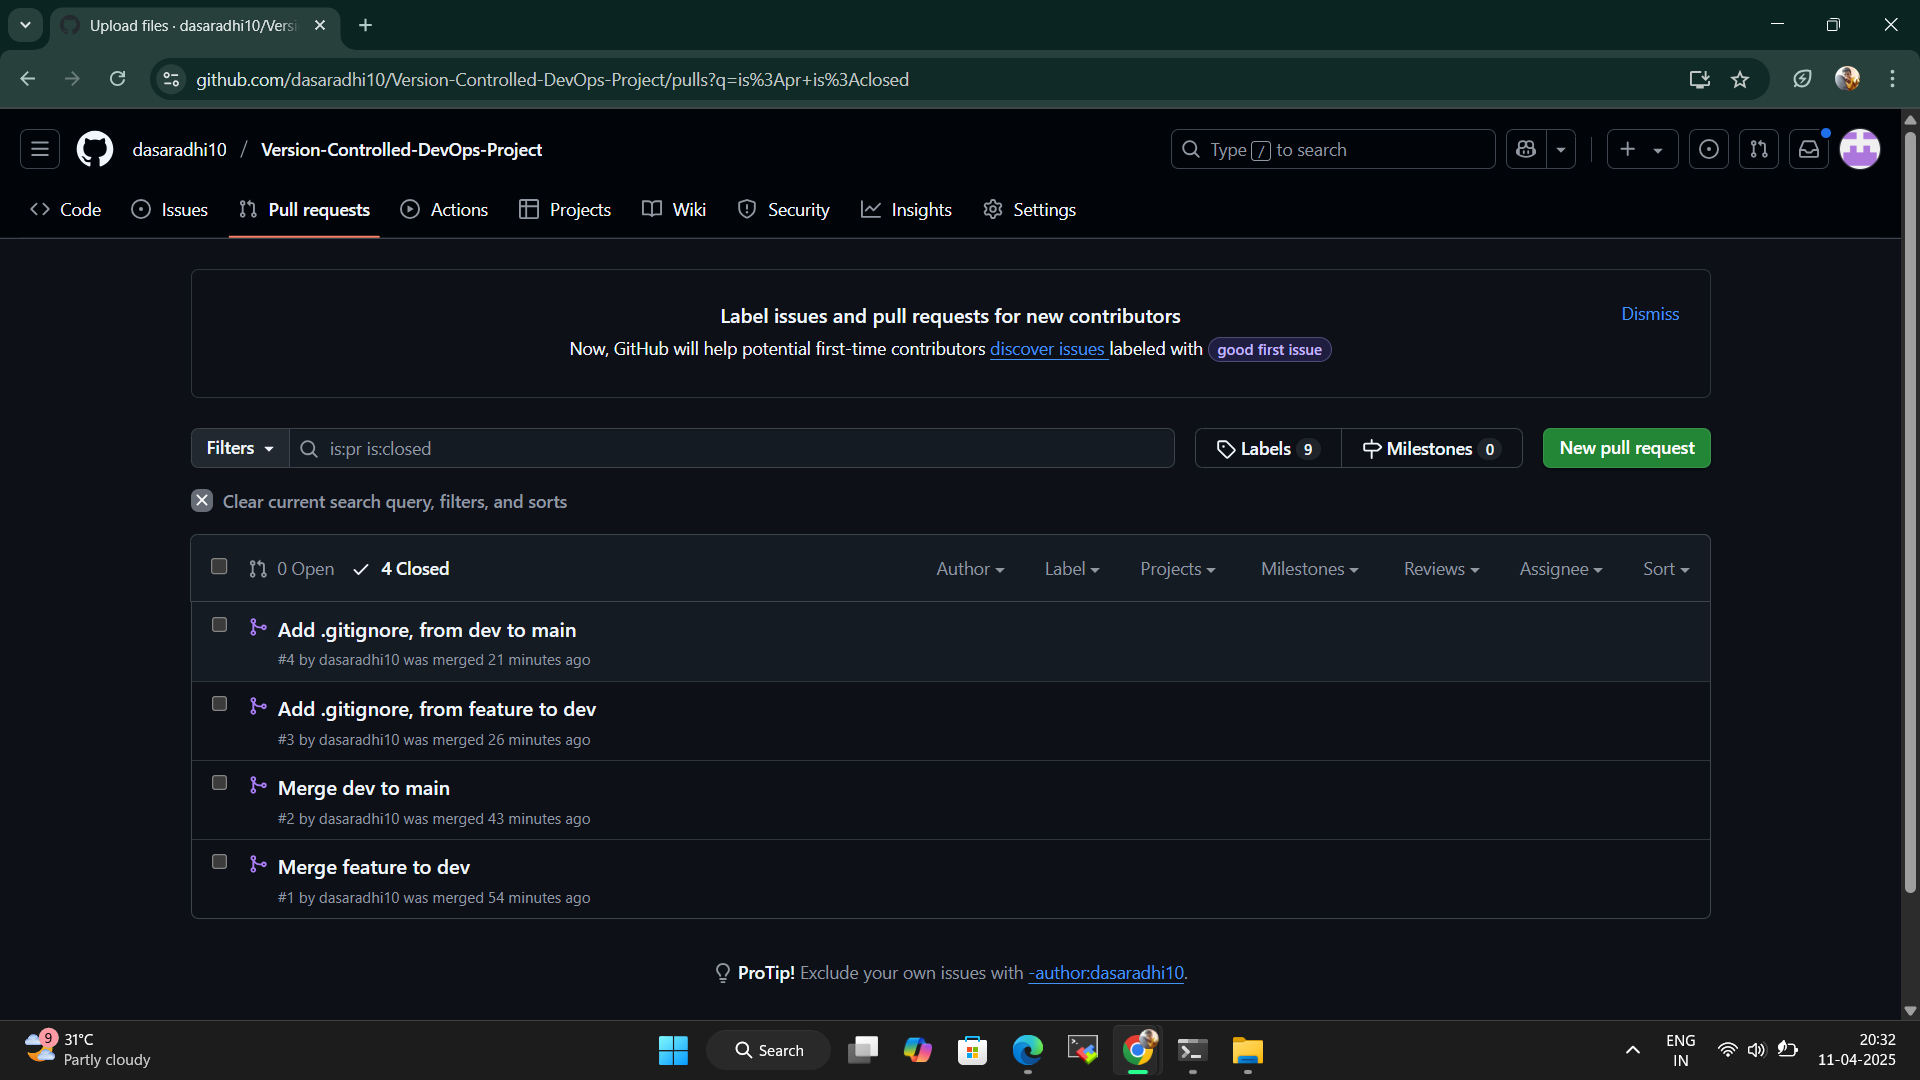 Upload files · dasaradhi10/Versi
github.com/dasaradhi10/Version-Controlled-DevOps-Project/pulls?q=is%3Apr+is%3Aclosed
dasaradhi10 / Version-Controlled-DevOps-Project
Type / to search
Code Issues Pull requests Actions Projects Wiki Security Insights Settings
Label issues and pull requests for new contributors
Dismiss
Now, GitHub will help potential first-time contributors discover issues labeled with good first issue
Filters is:pr is:closed Labels 9 Milestones 0 New pull request
Clear current search query, filters, and sorts
0 Open 4 Closed Author Label Projects Milestones Reviews Assignee Sort
Add .gitignore, from dev to main
#4 by dasaradhi10 was merged 21 minutes ago
Add .gitignore, from feature to dev
#3 by dasaradhi10 was merged 26 minutes ago
Merge dev to main
#2 by dasaradhi10 was merged 43 minutes ago
Merge feature to dev
#1 by dasaradhi10 was merged 54 minutes ago
ProTip! Exclude your own issues with -author:dasaradhi10.
9
31°C
Partly cloudy
Search
ENG
IN
20:32
11-04-2025